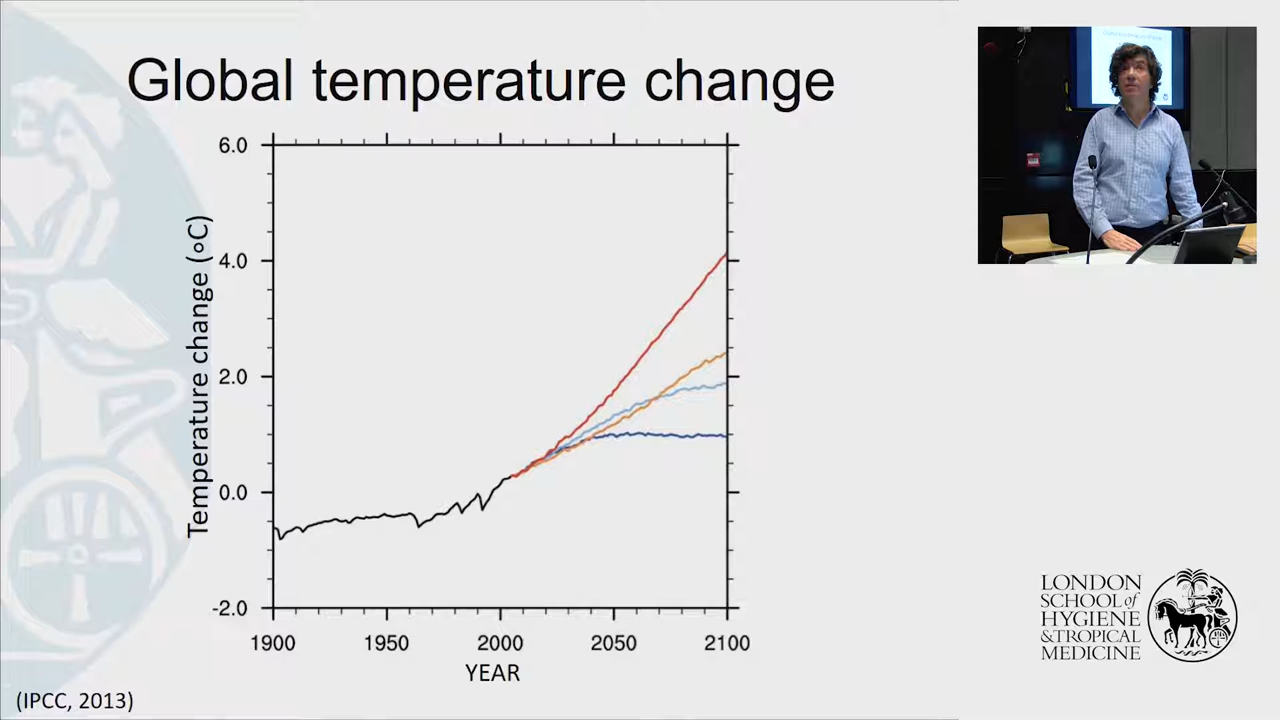 Global temperature change
6.0
4.0
2.0
0.0
-2.0
Temperature change (oC)
1900
1950
2000
2050
2100
YEAR
(IPCC, 2013)
LONDON
SCHOOL of
HYGIENE
&TROPICAL
MEDICINE